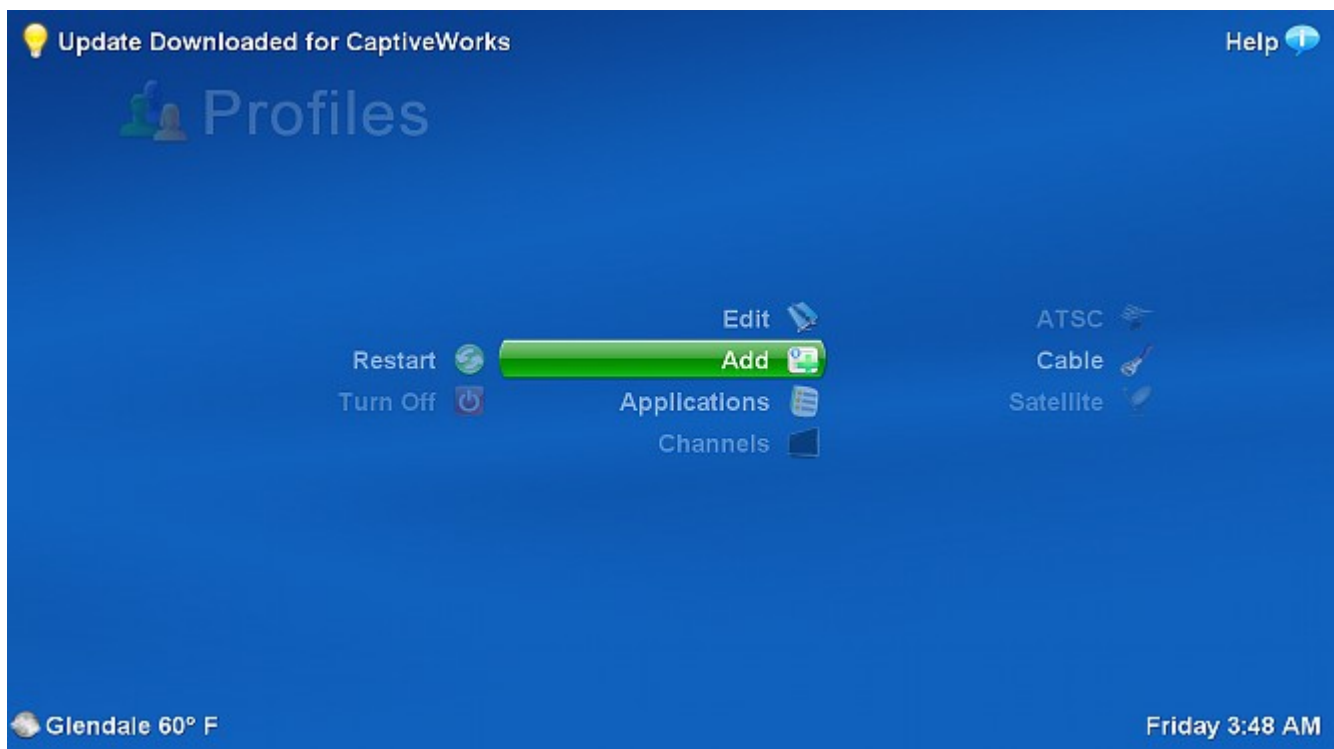 Update Downloaded for CaptiveWorks
Help
Profiles
Edit
ATSC
Restart
Add
Cable
Turn Off
Applications
Satellite
Channels
Glendale 60° F
Friday 3:48 AM